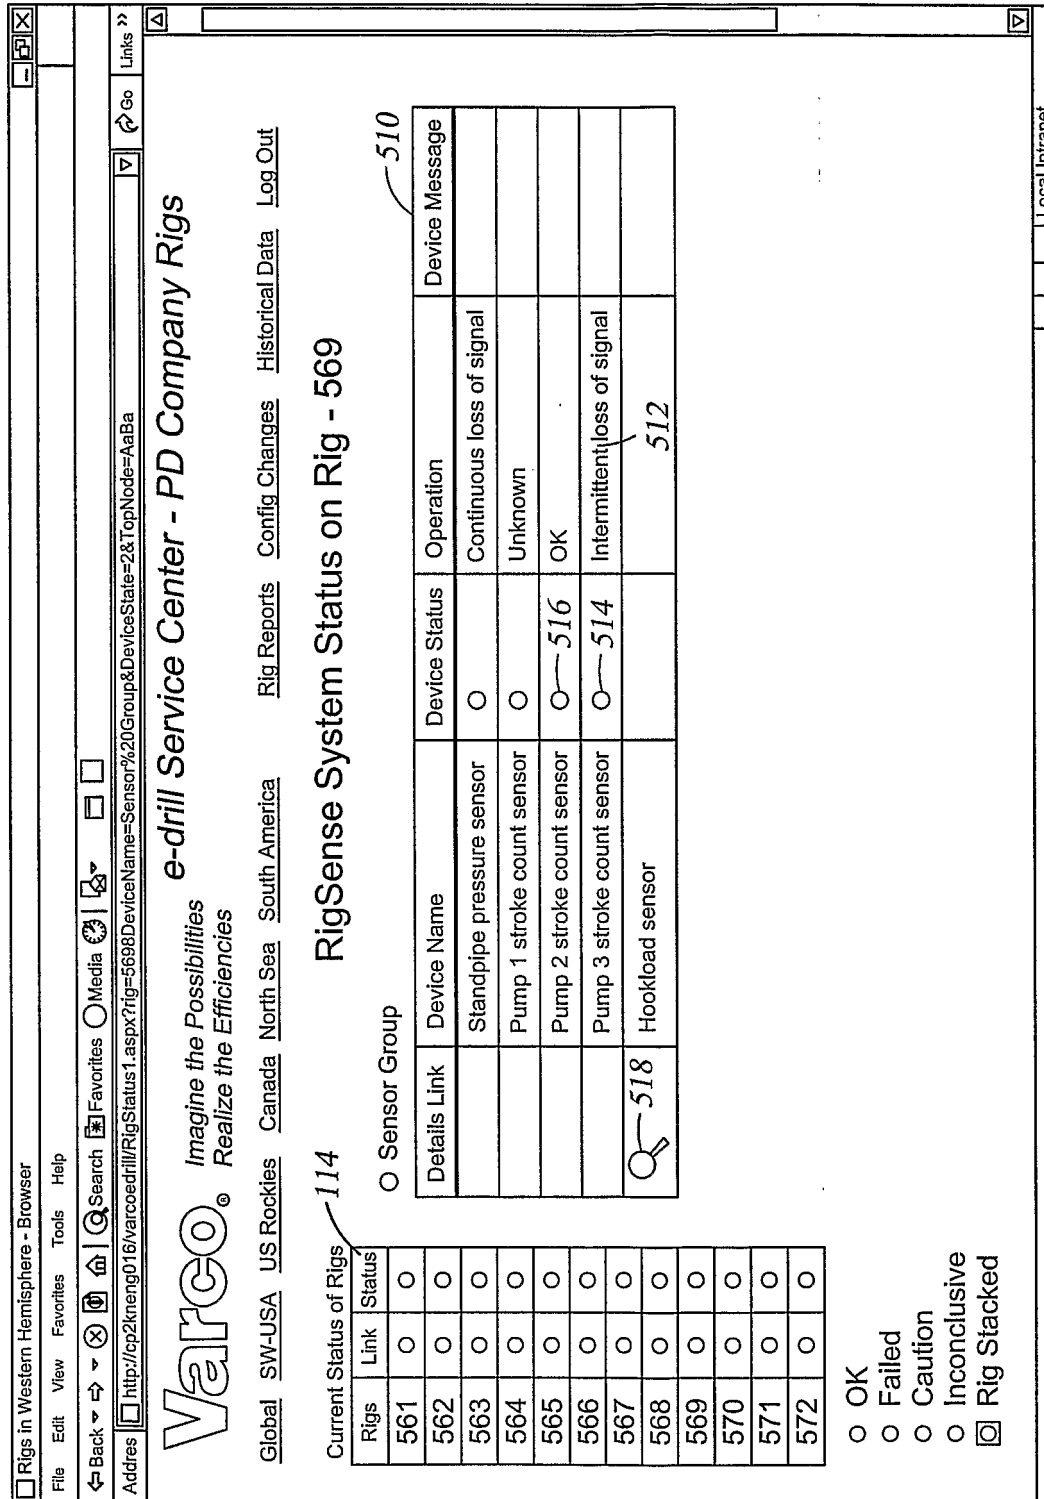 Rigs in Western Hemisphere - Browser
File Edit View Favorites Tools Help
Back Search Favorites Media
Addres http://cp2kneng016/varcoedrill/RigStatus1.aspx?rig=5698DeviceName=Sensor%20Group&DeviceState=2&TopNode=AaBa Go Links »
Varco® Imagine the Possibilities
Realize the Efficiencies
e-drill Service Center - PD Company Rigs
Global SW-USA US Rockies Canada North Sea South America Rig Reports Config Changes Historical Data Log Out
Current Status of Rigs
114
Rigs Link Status
561
562
563
564
565
566
567
568
569
570
571
572
OK
Failed
Caution
Inconclusive
Rig Stacked
RigSense System Status on Rig - 569
Sensor Group
510
Details Link Device Name Device Status Operation Device Message
Standpipe pressure sensor Continuous loss of signal
Pump 1 stroke count sensor Unknown
Pump 2 stroke count sensor 516 OK
Pump 3 stroke count sensor 514 Intermittent loss of signal
518 Hookload sensor 512
Local Intranet